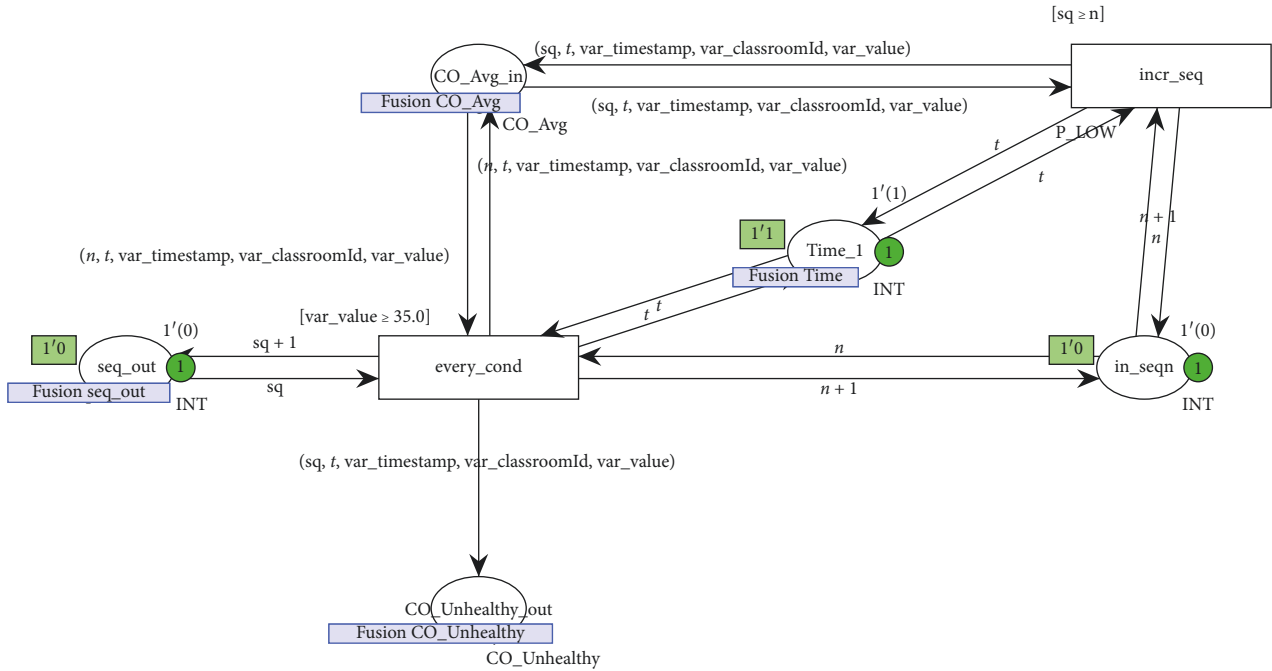 [sq ≥ n]
(sq, t, var_timestamp, var_classroomId, var_value)
CO_Avg_in
incr_seq
Fusion CO_Avg
(sq, t, var_timestamp, var_classroomId, var_value)
CO_Avg
P_LOW
t
(n, t, var_timestamp, var_classroomId, var_value)
t
1′(1)
n + 1
1′1
n
Time_1
1
(n, t, var_timestamp, var_classroomId, var_value)
Fusion Time
INT
t
t
[var_value ≥ 35.0]
1′(0)
1′(0)
1′0
sq + 1
n
1′0
seq_out
1
every_cond
in_seqn
1
Fusion seq_out
sq
n + 1
INT
INT
(sq, t, var_timestamp, var_classroomId, var_value)
CO_Unhealthy_out
Fusion CO_Unhealthy
CO_Unhealthy